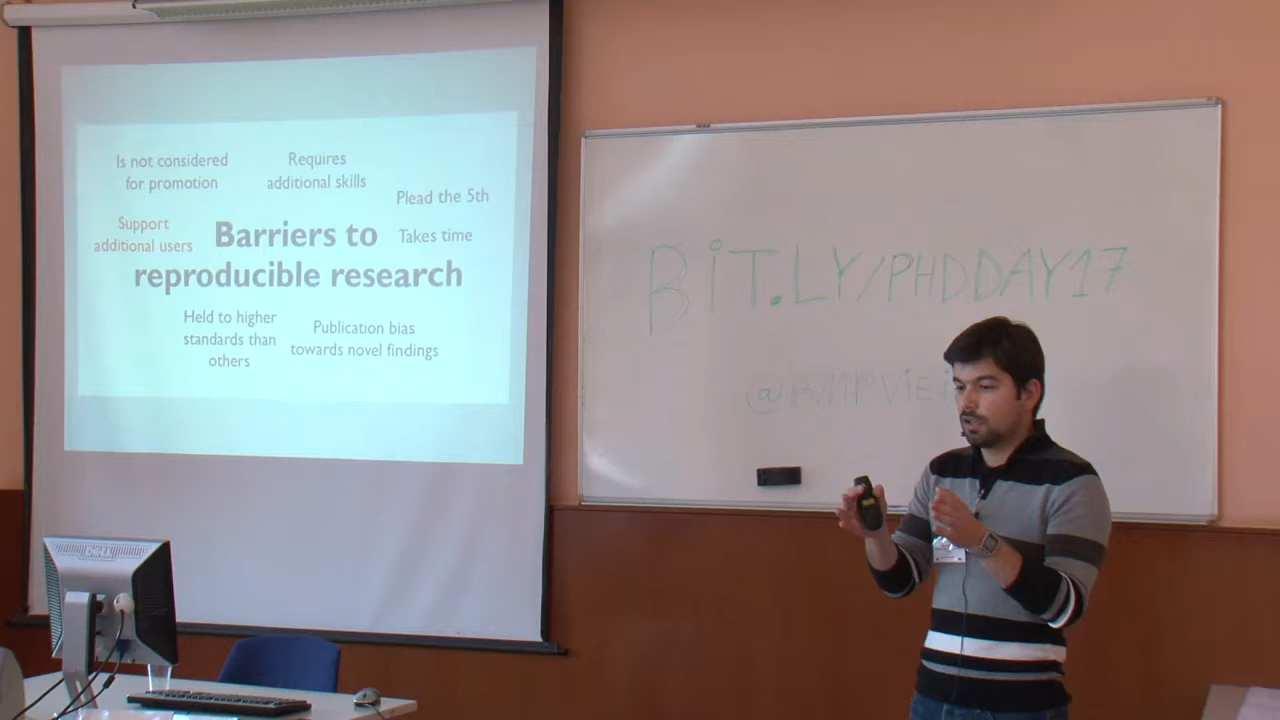 Is not considered
for promotion
Requires
additional skills
Plead the 5th
Support
additional users
Barriers to
reproducible research
Takes time
Held to higher
standards than
others
Publication bias
towards novel findings
BIT.LY/PHDDAY17
DELL